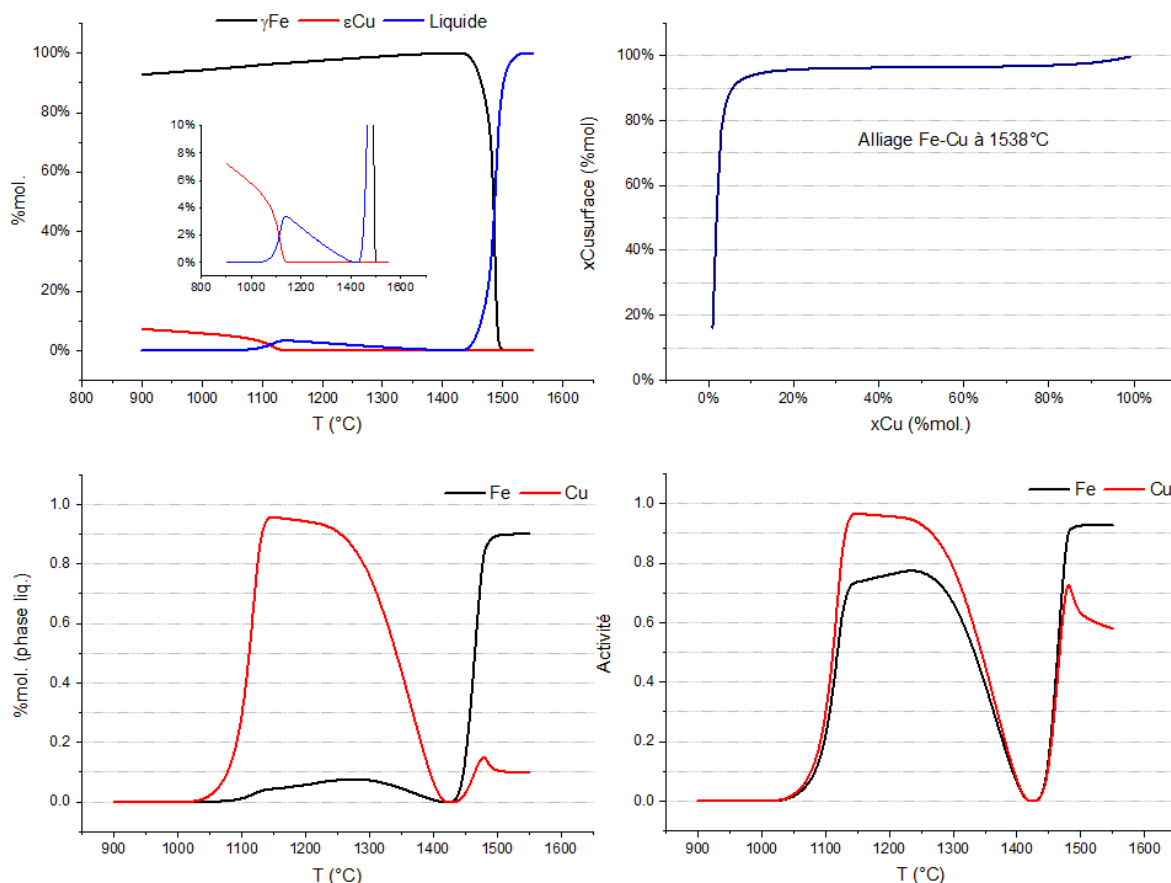 γFe εCu Liquide
100%
80%
60%
40%
20%
0%
%mol.
10%
8%
6%
4%
2%
0%
800 1000 1200 1400 1600
800 900 1000 1100 1200 1300 1400 1500 1600
T (°C)
100%
80%
60%
40%
20%
0%
xCusurface (%mol)
Alliage Fe-Cu à 1538°C
0% 20% 40% 60% 80% 100%
xCu (%mol.)
Fe Cu
1.0
0.8
0.6
0.4
0.2
0.0
%mol. (phase liq.)
900 1000 1100 1200 1300 1400 1500 1600
T (°C)
Fe Cu
1.0
0.8
0.6
0.4
0.2
0.0
Activité
900 1000 1100 1200 1300 1400 1500 1600
T (°C)